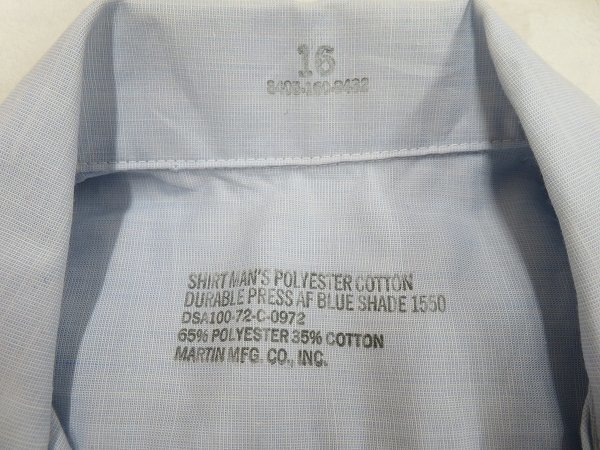 16
8405-160-9432
SHIRT MAN'S POLYESTER COTTON
DURABLE PRESS AF BLUE SHADE 1550
DSA100-72-C-0972
65% POLYESTER 35% COTTON
MARTIN MFG. CO., INC.